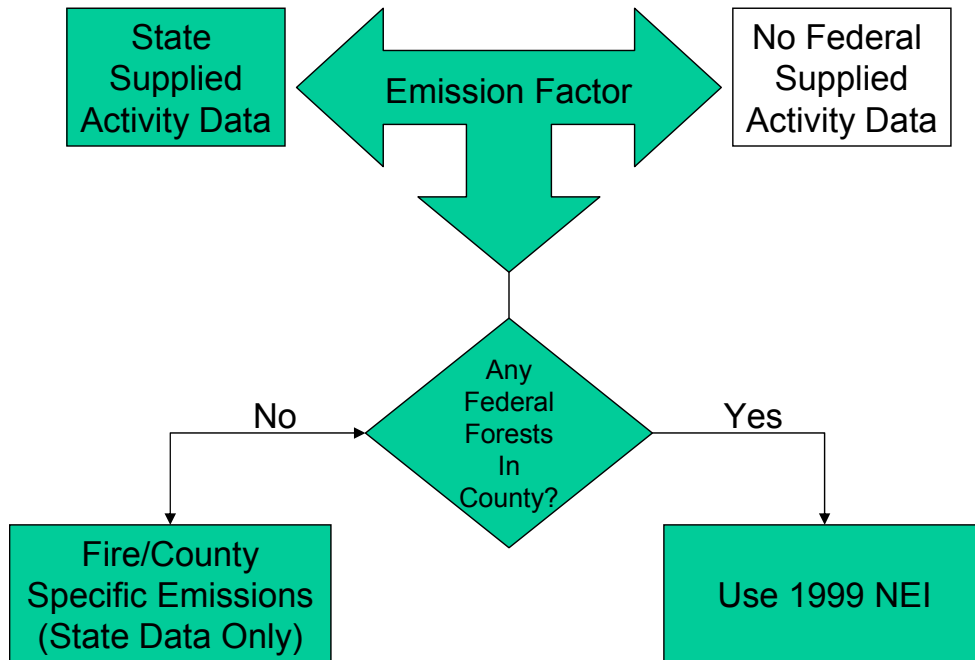 State
Supplied
Activity Data
Emission Factor
No Federal
Supplied
Activity Data
Any
Federal
Forests
In
County?
No
Yes
Fire/County
Specific Emissions
(State Data Only)
Use 1999 NEI